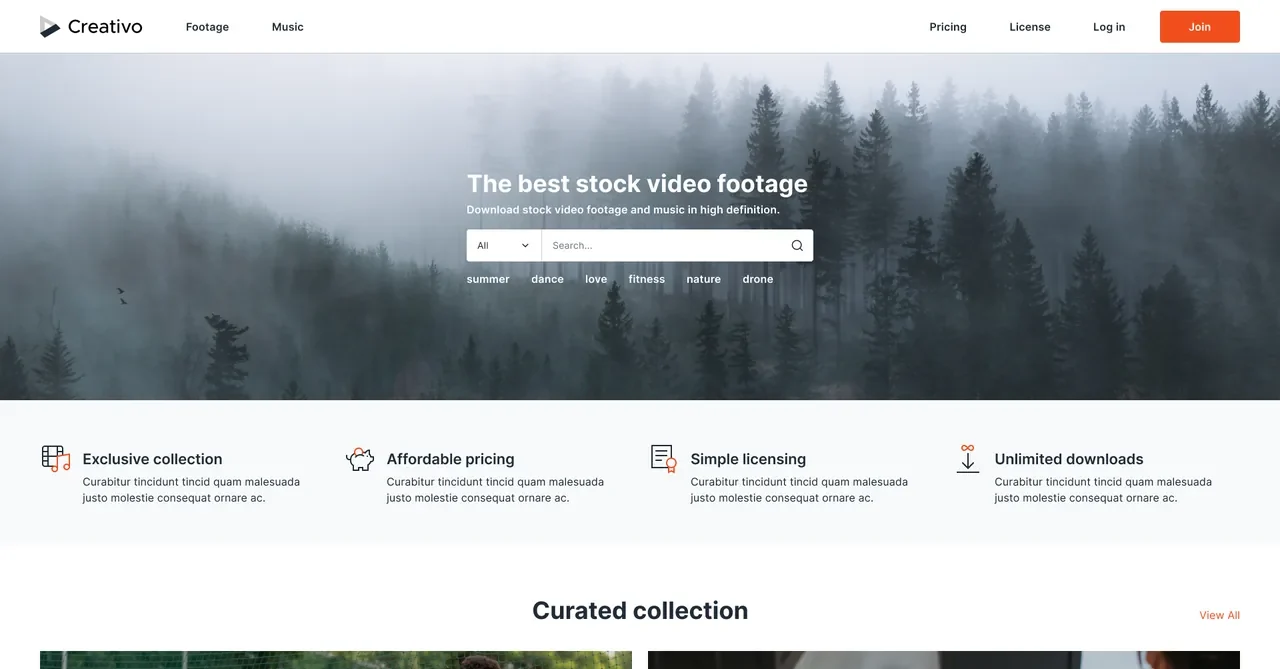 Creativo
Footage
Music
Pricing
License
Log in
Join
The best stock video footage
Download stock video footage and music in high definition.
All
Search...
summer dance love fitness nature drone
Exclusive collection
Curabitur tincidunt tincid quam malesuada
justo molestie consequat ornare ac.
Affordable pricing
Curabitur tincidunt tincid quam malesuada
justo molestie consequat ornare ac.
Simple licensing
Curabitur tincidunt tincid quam malesuada
justo molestie consequat ornare ac.
Unlimited downloads
Curabitur tincidunt tincid quam malesuada
justo molestie consequat ornare ac.
Curated collection
View All